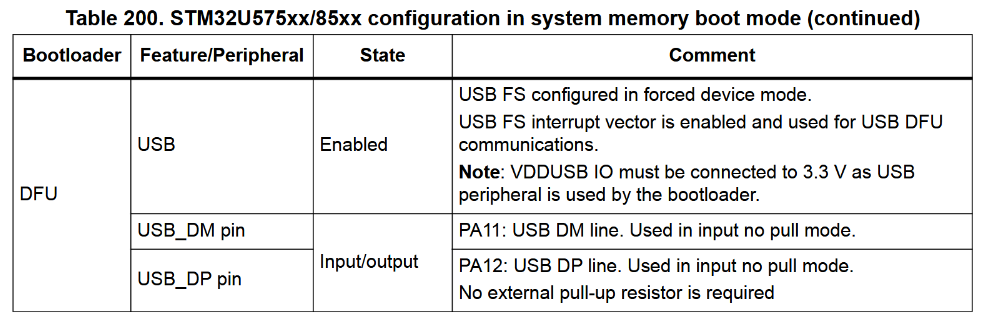 Table 200. STM32U575xx/85xx configuration in system memory boot mode (continued)
Bootloader Feature/Peripheral State Comment
DFU
USB
Enabled
USB FS configured in forced device mode.
USB FS interrupt vector is enabled and used for USB DFU
communications.
Note: VDDUSB IO must be connected to 3.3 V as USB
peripheral is used by the bootloader.
USB_DM pin
Input/output
PA11: USB DM line. Used in input no pull mode.
USB_DP pin
PA12: USB DP line. Used in input no pull mode.
No external pull-up resistor is required